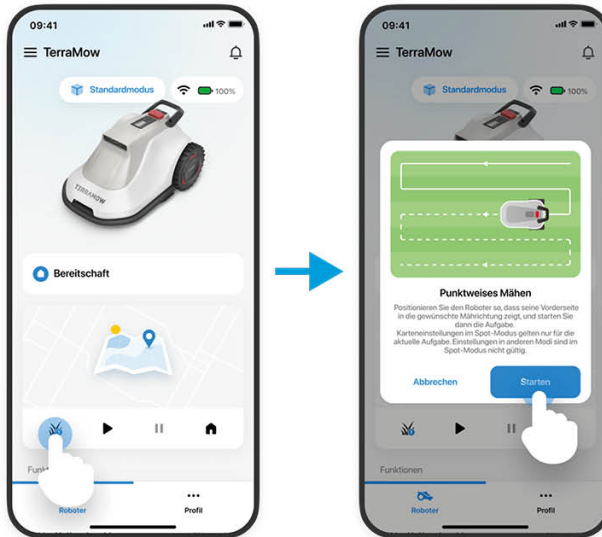 09:41
TerraMow
Standardmodus
100%
TERRAMOW
Bereitschaft
Roboter
Profil
09:41
TerraMow
Standardmodus
100%
Punktweises Mähen
Positionieren Sie den Roboter so, dass seine Vorderseite
in die gewünschte Mährichtung zeigt, und starten Sie
dann die Aufgabe.
Karteneinstellungen im Spot-Modus gelten nur für die
aktuelle Aufgabe. Einstellungen in anderen Modi sind im
Spot-Modus nicht gültig.
Abbrechen
Starten
Funktionen
Roboter
Profil